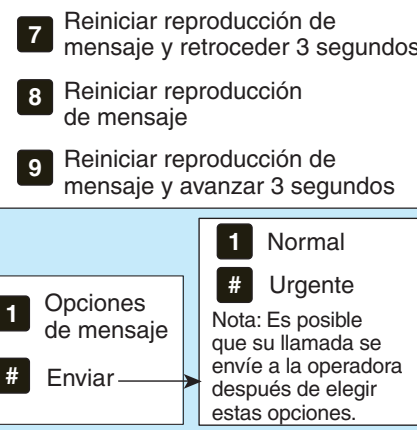 7 Reiniciar reproducción de
mensaje y retroceder 3 segundos
8 Reiniciar reproducción
de mensaje
9 Reiniciar reproducción de
mensaje y avanzar 3 segundos
1 Opciones
de mensaje
# Enviar
1 Normal
# Urgente
Nota: Es posible
que su llamada se
envíe a la operadora
después de elegir
estas opciones.